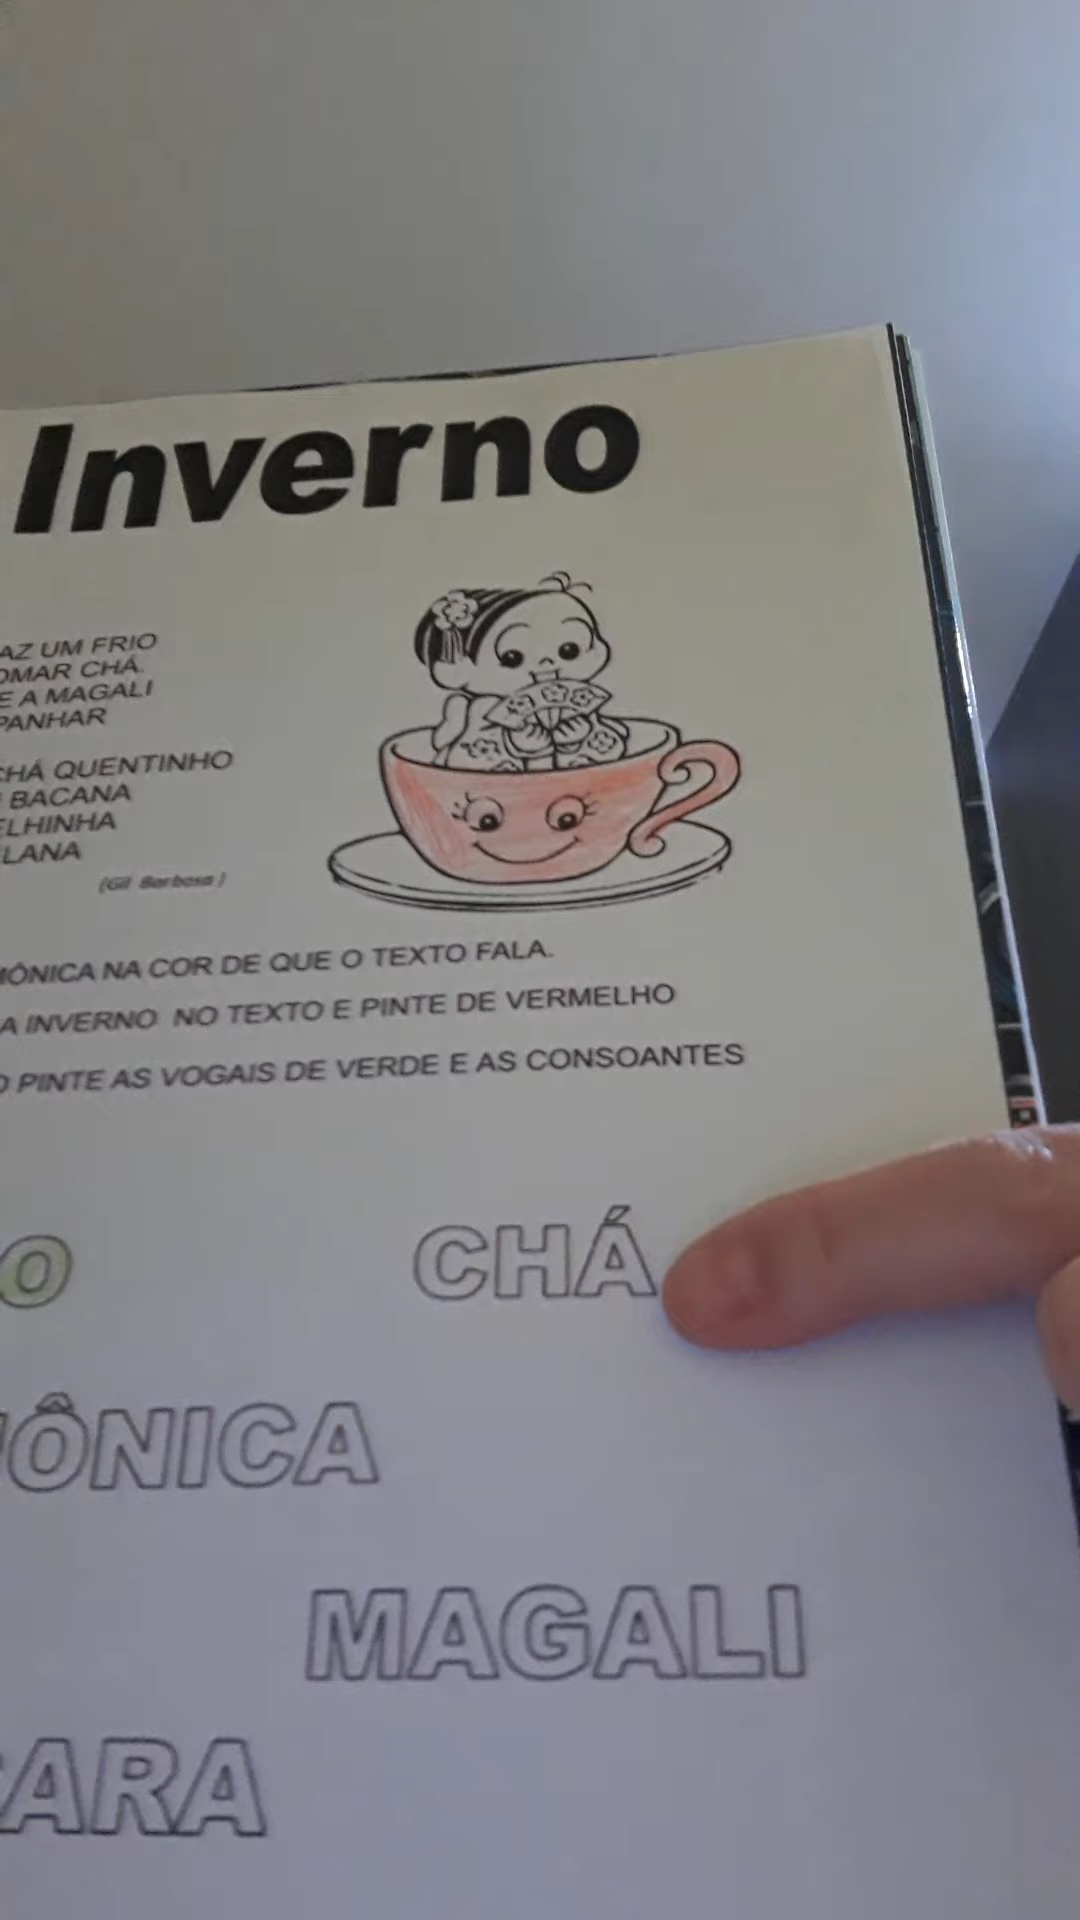 Inverno
AZ UM FRIO
OMAR CHÁ.
E A MAGALI
PANHAR
CHÁ QUENTINHO
BACANA
ELHINHA
LANA
(Gil Barbosa)
MÔNICA NA COR DE QUE O TEXTO FALA.
A INVERNO NO TEXTO E PINTE DE VERMELHO
O PINTE AS VOGAIS DE VERDE E AS CONSOANTES
O CHÁ
ÔNICA
MAGALI
ARA